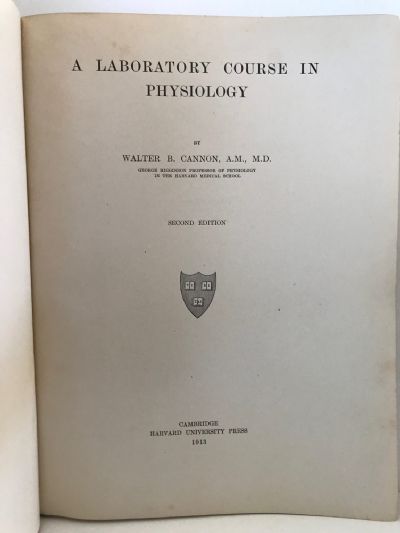 A LABORATORY COURSE IN
PHYSIOLOGY
BY
WALTER B. CANNON, A.M., M.D.
GEORGE HIGGINSON PROFESSOR OF PHYSIOLOGY
IN THE HARVARD MEDICAL SCHOOL
SECOND EDITION
CAMBRIDGE
HARVARD UNIVERSITY PRESS
1913